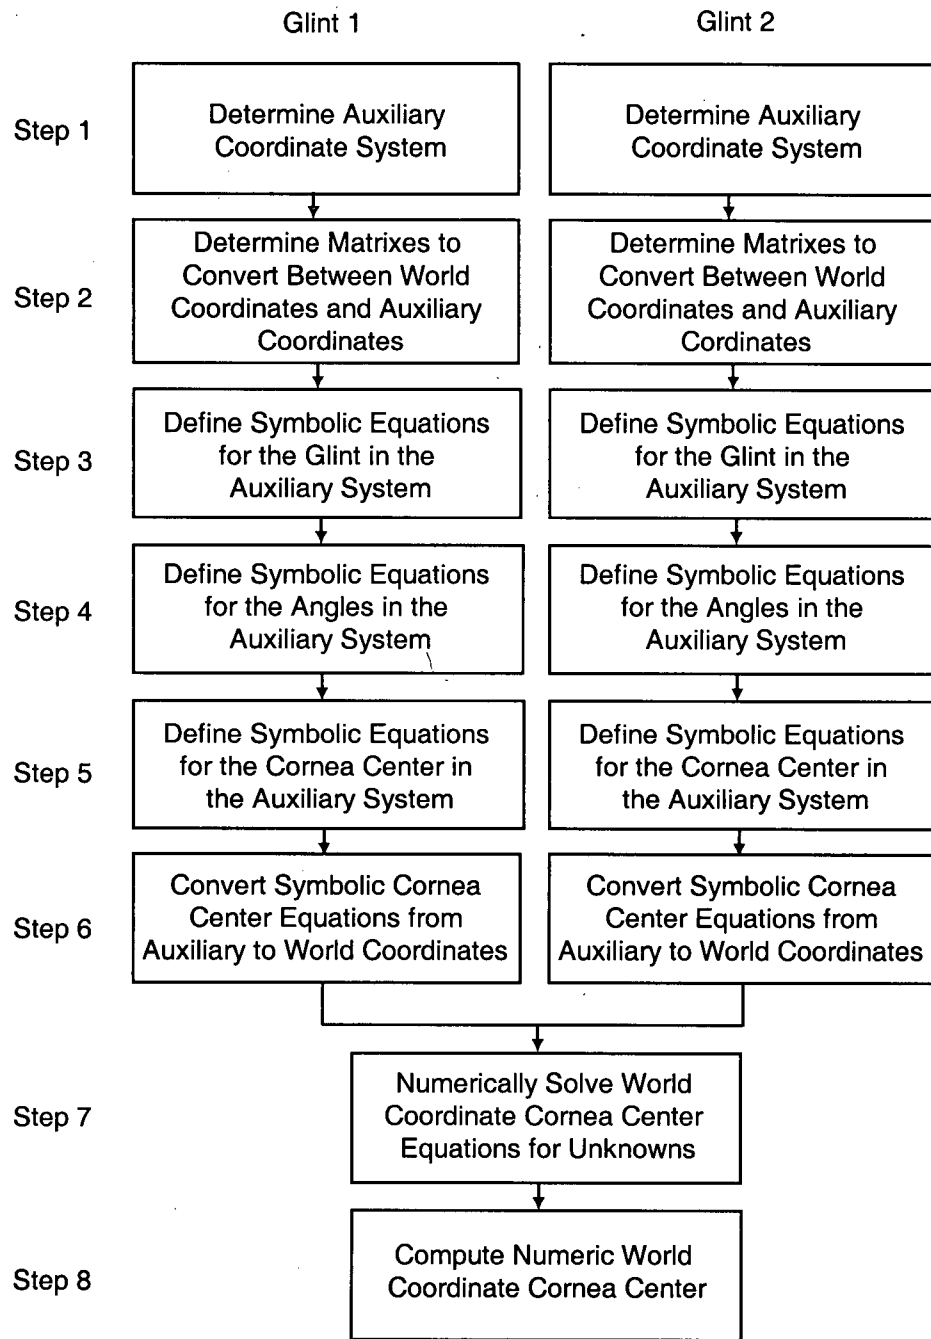 Glint 1
Glint 2
Step 1
Determine Auxiliary
Coordinate System
Determine Auxiliary
Coordinate System
Step 2
Determine Matrixes to
Convert Between World
Coordinates and Auxiliary
Coordinates
Determine Matrixes to
Convert Between World
Coordinates and Auxiliary
Cordinates
Step 3
Define Symbolic Equations
for the Glint in the
Auxiliary System
Define Symbolic Equations
for the Glint in the
Auxiliary System
Step 4
Define Symbolic Equations
for the Angles in the
Auxiliary System
Define Symbolic Equations
for the Angles in the
Auxiliary System
Step 5
Define Symbolic Equations
for the Cornea Center in
the Auxiliary System
Define Symbolic Equations
for the Cornea Center in
the Auxiliary System
Step 6
Convert Symbolic Cornea
Center Equations from
Auxiliary to World Coordinates
Convert Symbolic Cornea
Center Equations from
Auxiliary to World Coordinates
Step 7
Numerically Solve World
Coordinate Cornea Center
Equations for Unknowns
Step 8
Compute Numeric World
Coordinate Cornea Center